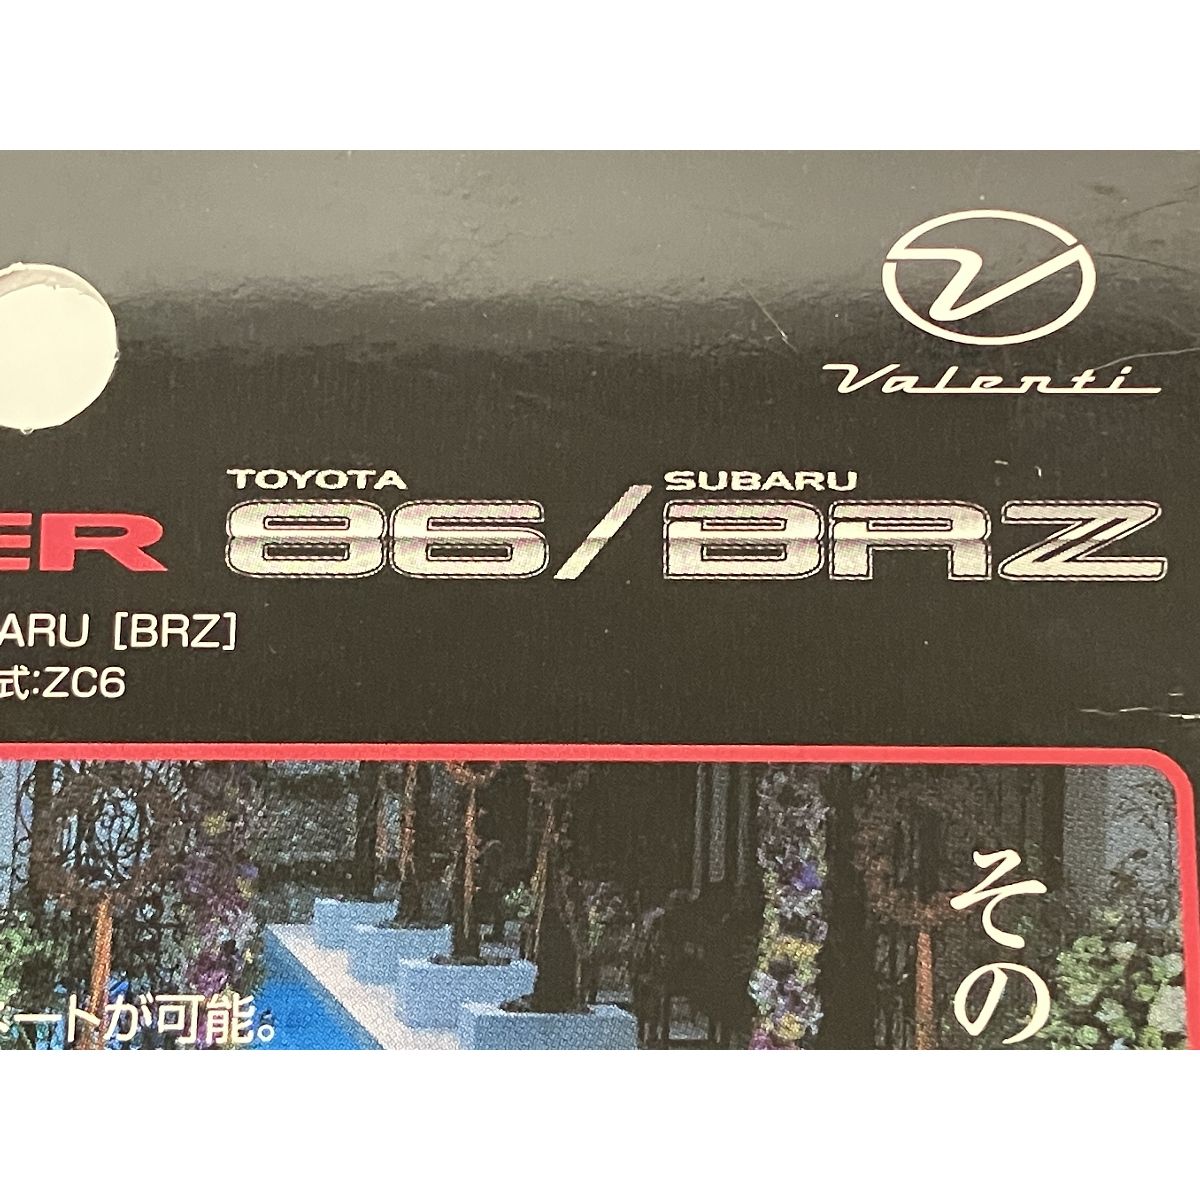 Valenti
TOYOTA SUBARU
ER 86/BRZ
ARU [BRZ]
式:ZC6
その
ートが可能。